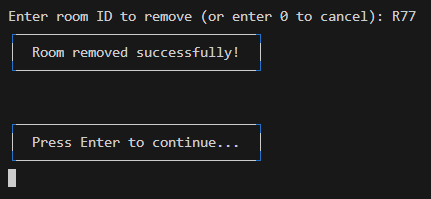 Enter room ID to remove (or enter 0 to cancel): R77
Room removed successfully!
Press Enter to continue...